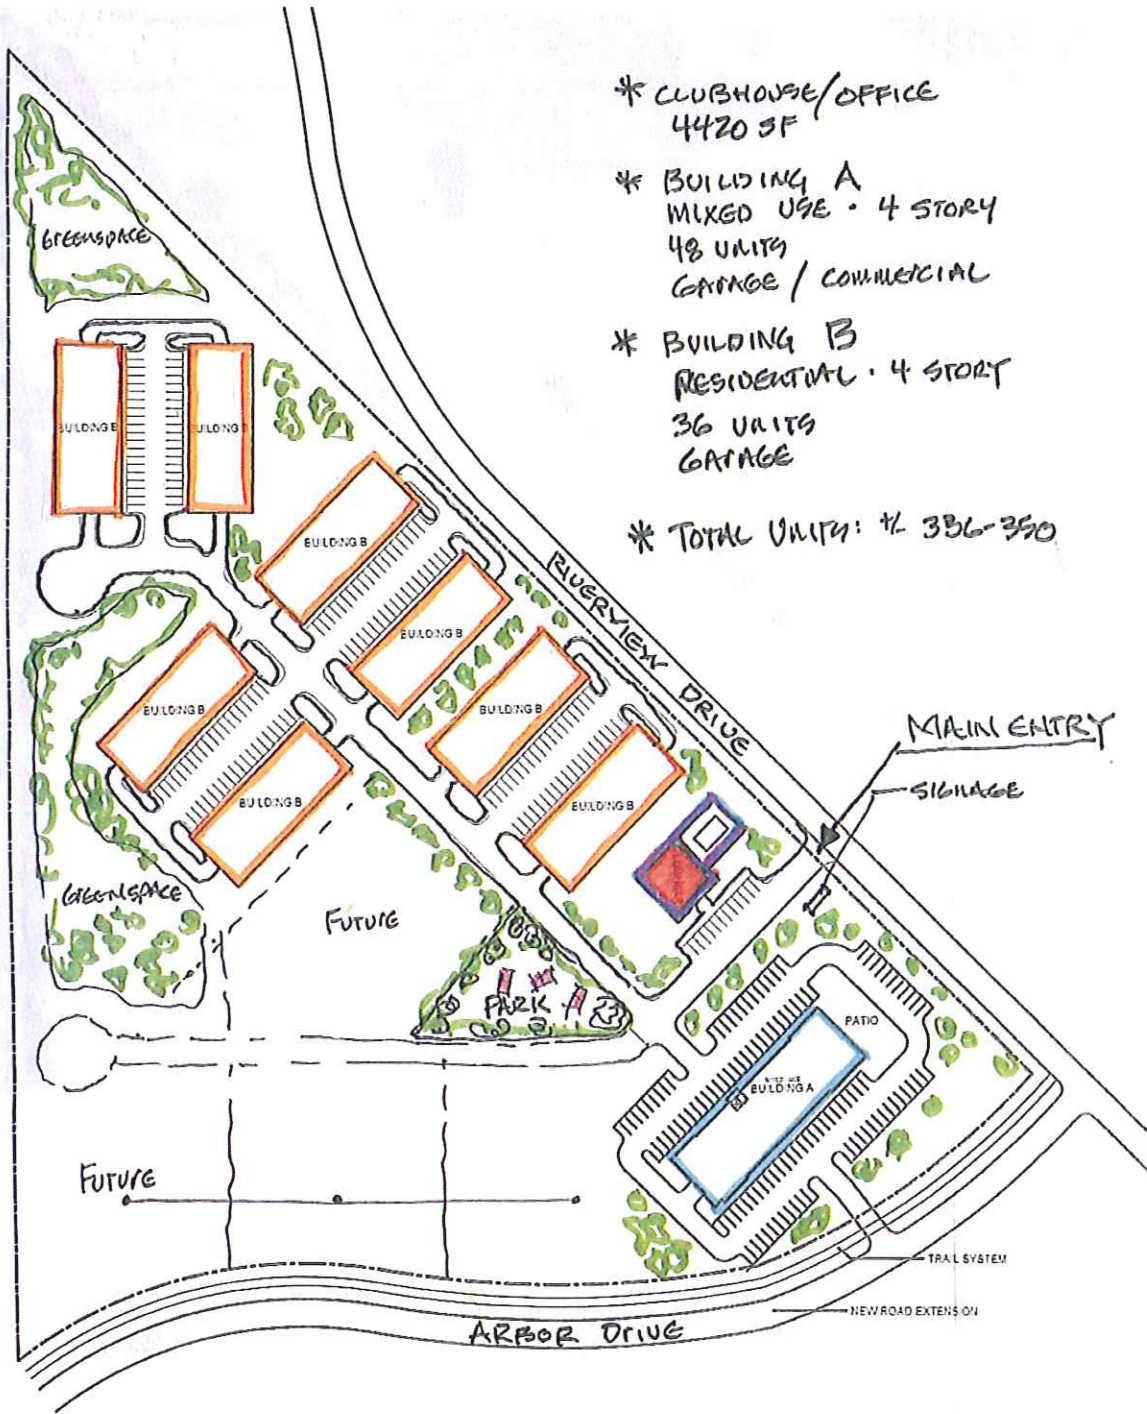 * CLUBHOUSE/OFFICE
4420 SF
* BUILDING A
MIXED USE · 4 STORY
48 UNITS
GARAGE / COMMERCIAL
* BUILDING B
RESIDENTIAL · 4 STORY
36 UNITS
GARAGE
* TOTAL UNITS: +/- 336-350
GREENSPACE
BUILDING B
BUILDING B
BUILDING B
BUILDING B
BUILDING B
BUILDING B
BUILDING B
BUILDING B
RIVERVIEW DRIVE
MAIN ENTRY
SIGNAGE
GREENSPACE
FUTURE
PARK
PATIO
BUILDING A
FUTURE
TRAIL SYSTEM
NEW ROAD EXTENSION
ARBOR DRIVE